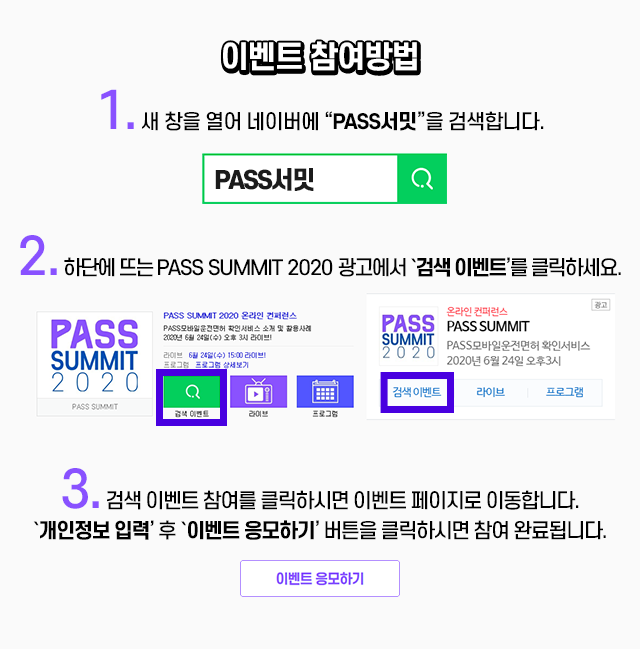 이벤트 참여방법
1. 새 창을 열어 네이버에 “PASS서밋”을 검색합니다.
PASS서밋
2. 하단에 뜨는 PASS SUMMIT 2020 광고에서 `검색 이벤트’를 클릭하세요.
PASS
SUMMIT
2020
PASS SUMMIT
PASS SUMMIT 2020 온라인 컨퍼런스
PASS모바일운전면허 확인서비스 소개 및 활용사례
2020년 6월 24일(수) 오후 3시 라이브!
라이브 6월 24일(수) 15:00 라이브!
프로그램 프로그램 상세보기
검색 이벤트 라이브 프로그램
광고
PASS
SUMMIT
2020
온라인 컨퍼런스
PASS SUMMIT
PASS모바일운전면허 확인서비스
2020년 6월 24일 오후3시
검색 이벤트 라이브 프로그램
3. 검색 이벤트 참여를 클릭하시면 이벤트 페이지로 이동합니다.
`개인정보 입력’ 후 `이벤트 응모하기’ 버튼을 클릭하시면 참여 완료됩니다.
이벤트 응모하기